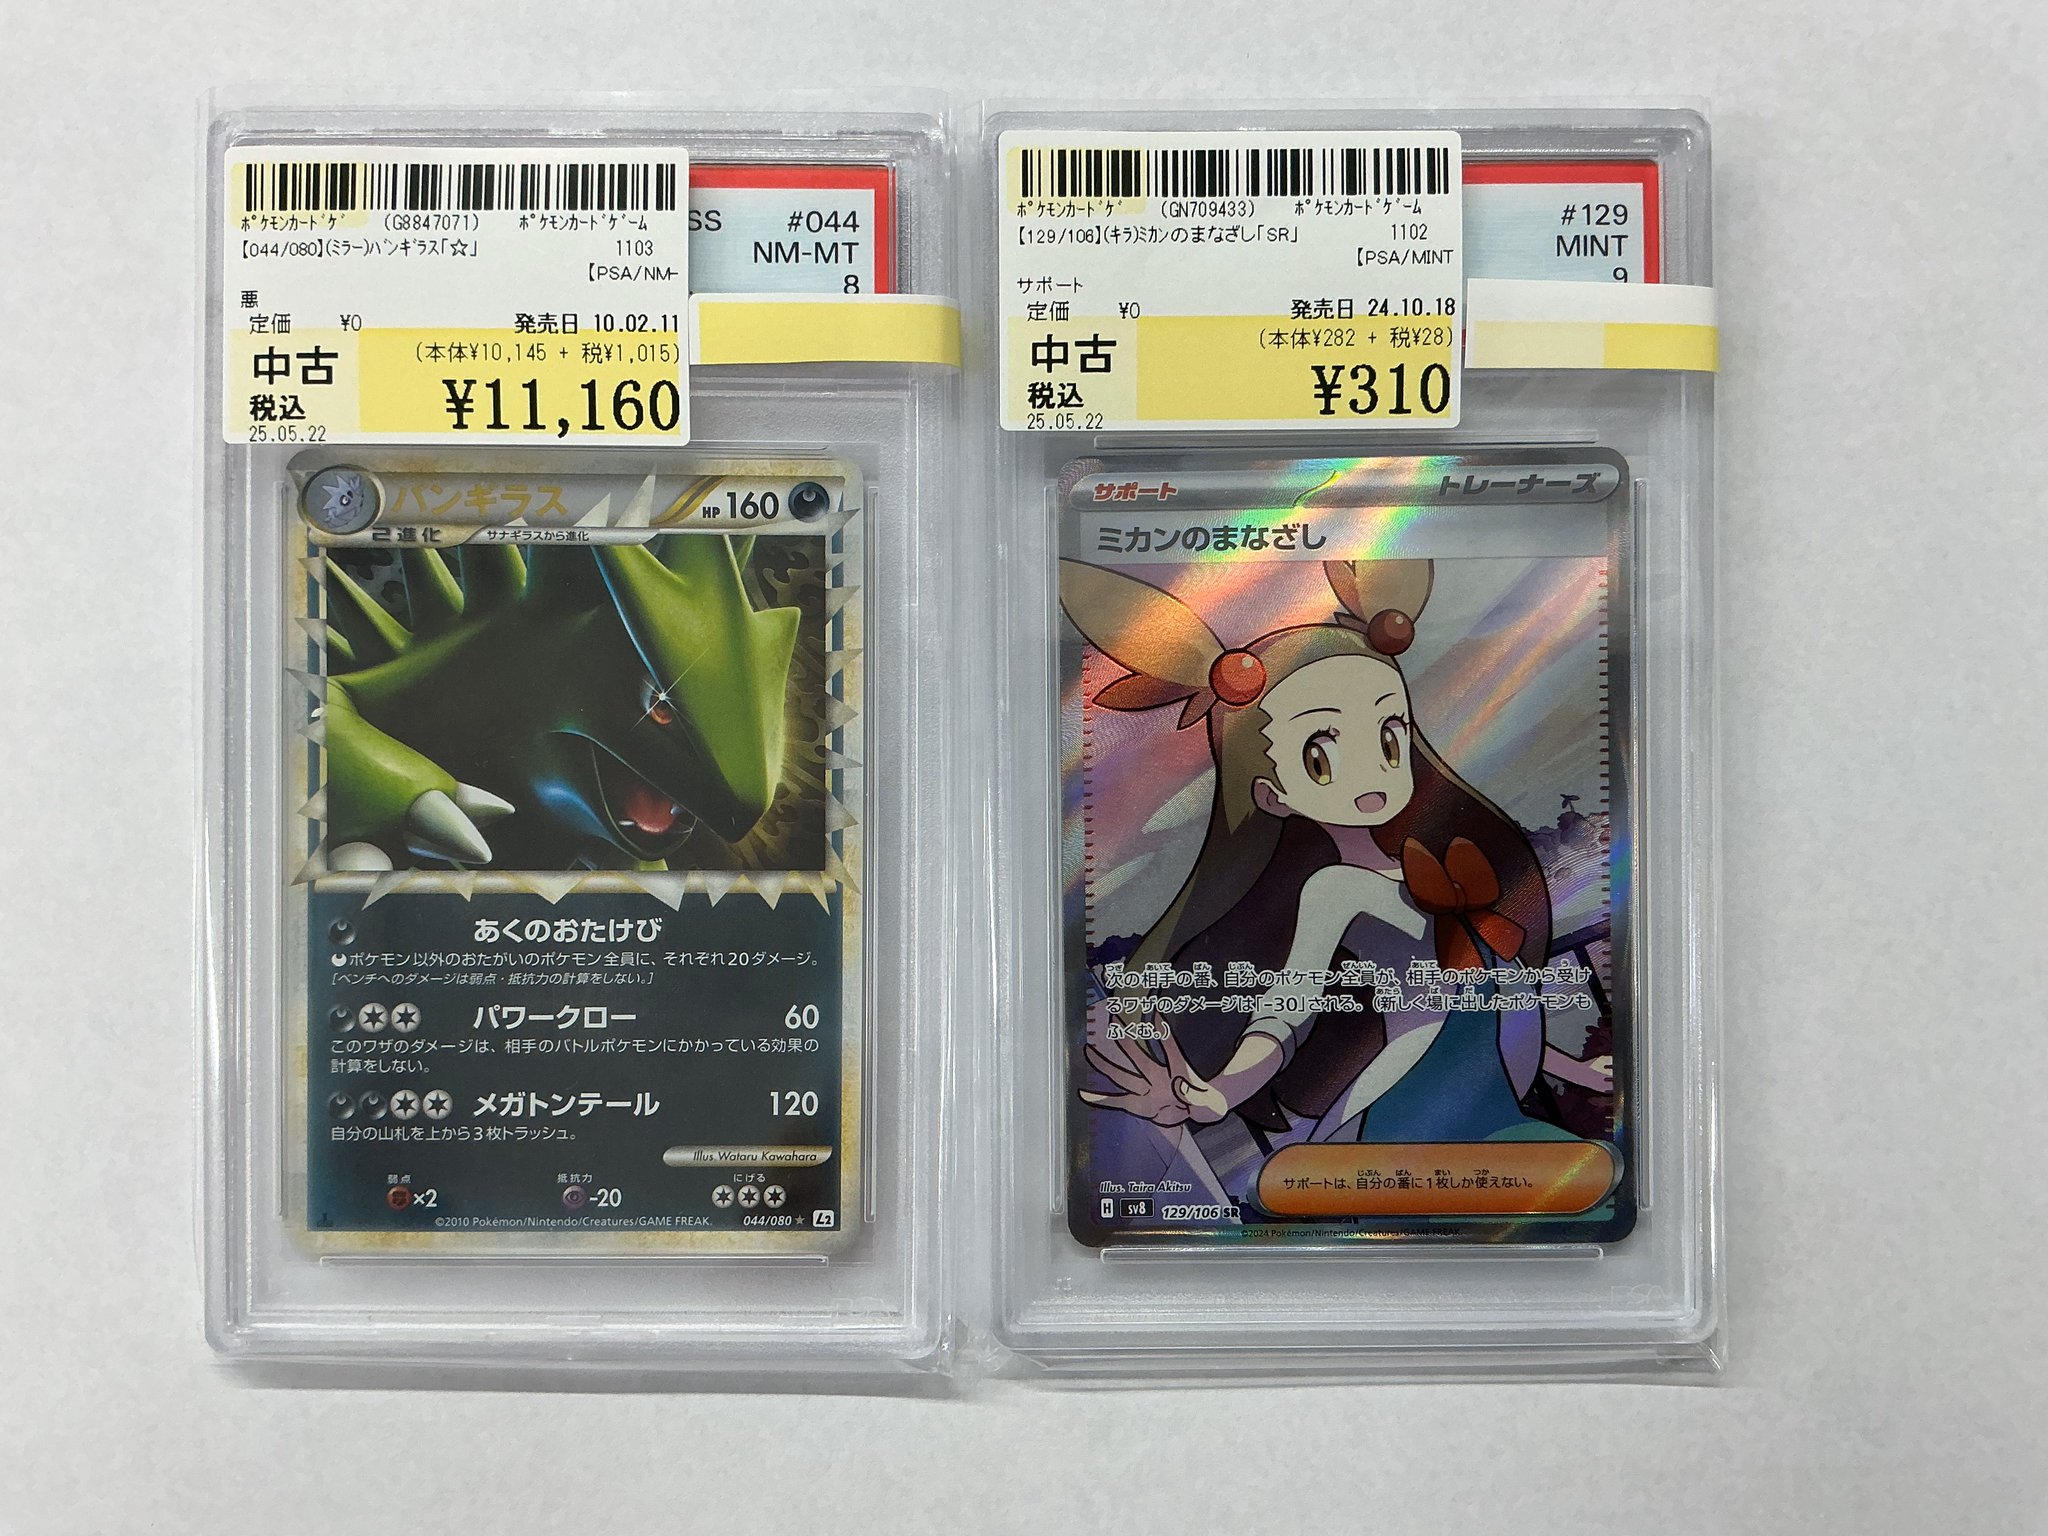 ポケモンカードゲ (G8847071) ポケモンカードゲーム
【044/080】(ミラー)バンギラス「☆」 1103
【PSA/NM-
悪
定価 ¥0 発売日 10.02.11
中古 (本体¥10,145 + 税¥1,015)
税込 ¥11,160
25.05.22
SS #044
NM-MT
8
バンギラス HP 160
2進化 サナギラスから進化
あくのおたけび
ポケモン以外のおたがいのポケモン全員に、それぞれ20ダメージ。
[ベンチへのダメージは弱点・抵抗力の計算をしない。]
パワークロー 60
このワザのダメージは、相手のバトルポケモンにかかっている効果の
計算をしない。
メガトンテール 120
自分の山札を上から3枚トラッシュ。
Illus. Wataru Kawahara
弱点 抵抗力 にげる
×2 -20
©2010 Pokémon/Nintendo/Creatures/GAME FREAK. 044/080 ★ L2
ポケモンカードゲ (GN709433) ポケモンカードゲーム
【129/106】(キラ)ミカンのまなざし「SR」 1102
【PSA/MINT
サポート
定価 ¥0 発売日 24.10.18
中古 (本体¥282 + 税¥28)
税込 ¥310
25.05.22
#129
MINT
9
サポート トレーナーズ
ミカンのまなざし
次の相手の番、自分のポケモン全員が、相手のポケモンから受け
るワザのダメージは「-30」される。(新しく場に出したポケモンも
ふくむ。)
サポートは、自分の番に1枚しか使えない。
Illus. Taira Akitsu
H sv8 129/106 SR
©2024 Pokémon/Nintendo/Creatures/GAME FREAK.
PSA